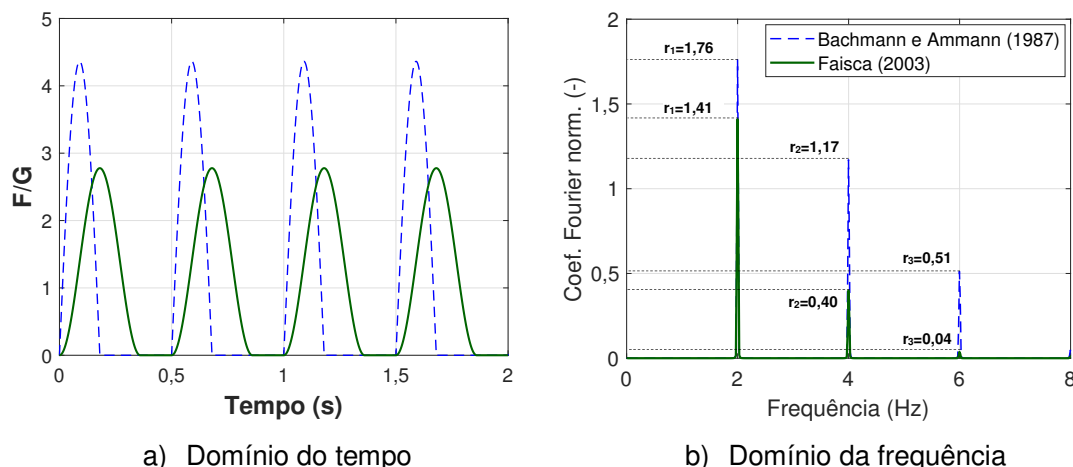 5
4
3
2
1
0
F/G
0
0,5
1
1,5
2
Tempo (s)
a) Domínio do tempo
Bachmann e Ammann (1987)
Faisca (2003)
r₁=1,76
r₁=1,41
r₂=1,17
r₃=0,51
r₂=0,40
r₃=0,04
2
1,5
1
0,5
0
Coef. Fourier norm. (-)
0
2
4
6
8
Frequência (Hz)
b) Domínio da frequência